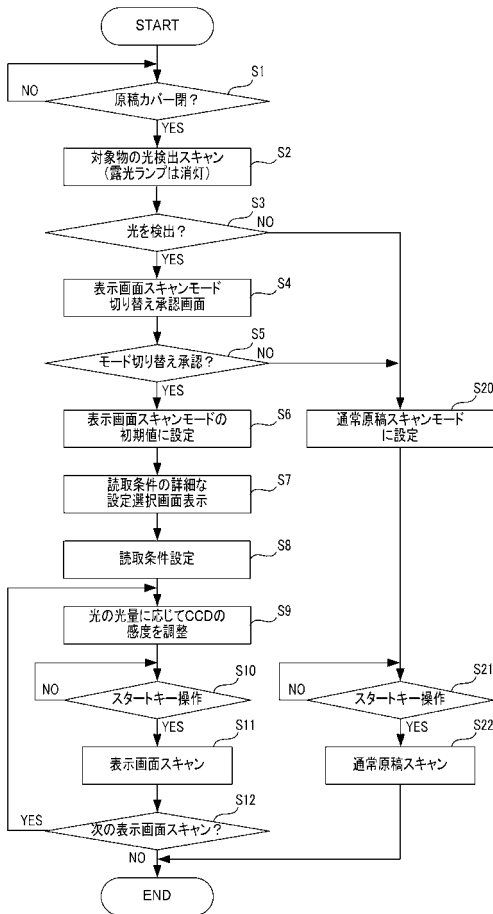 START
S1
原稿カバー閉？
NO
YES
S2
対象物の光検出スキャン
（露光ランプは消灯）
S3
光を検出？
NO
YES
S4
表示画面スキャンモード
切り替え承認画面
S5
モード切り替え承認？
NO
YES
S6
表示画面スキャンモードの
初期値に設定
S20
通常原稿スキャンモード
に設定
S7
読取条件の詳細な
設定選択画面表示
S8
読取条件設定
S9
光の光量に応じてCCDの
感度を調整
S10
スタートキー操作
NO
YES
S21
スタートキー操作
NO
YES
S11
表示画面スキャン
S22
通常原稿スキャン
S12
次の表示画面スキャン？
YES
NO
END